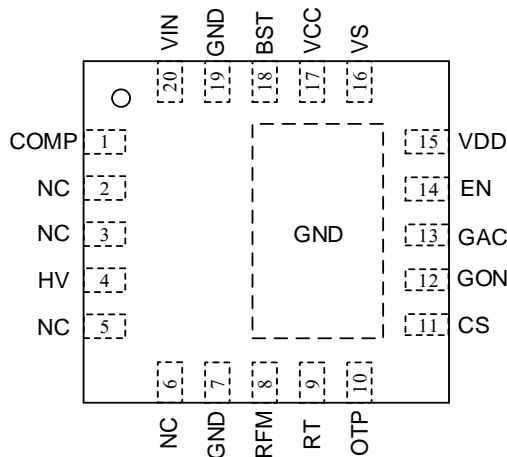 VIN GND BST VCC VS
20 19 18 17 16
COMP 1 15 VDD
NC 2 14 EN
NC 3 GND 13 GAC
HV 4 12 GON
NC 5 11 CS
6 7 8 9 10
NC GND RFM RT OTP